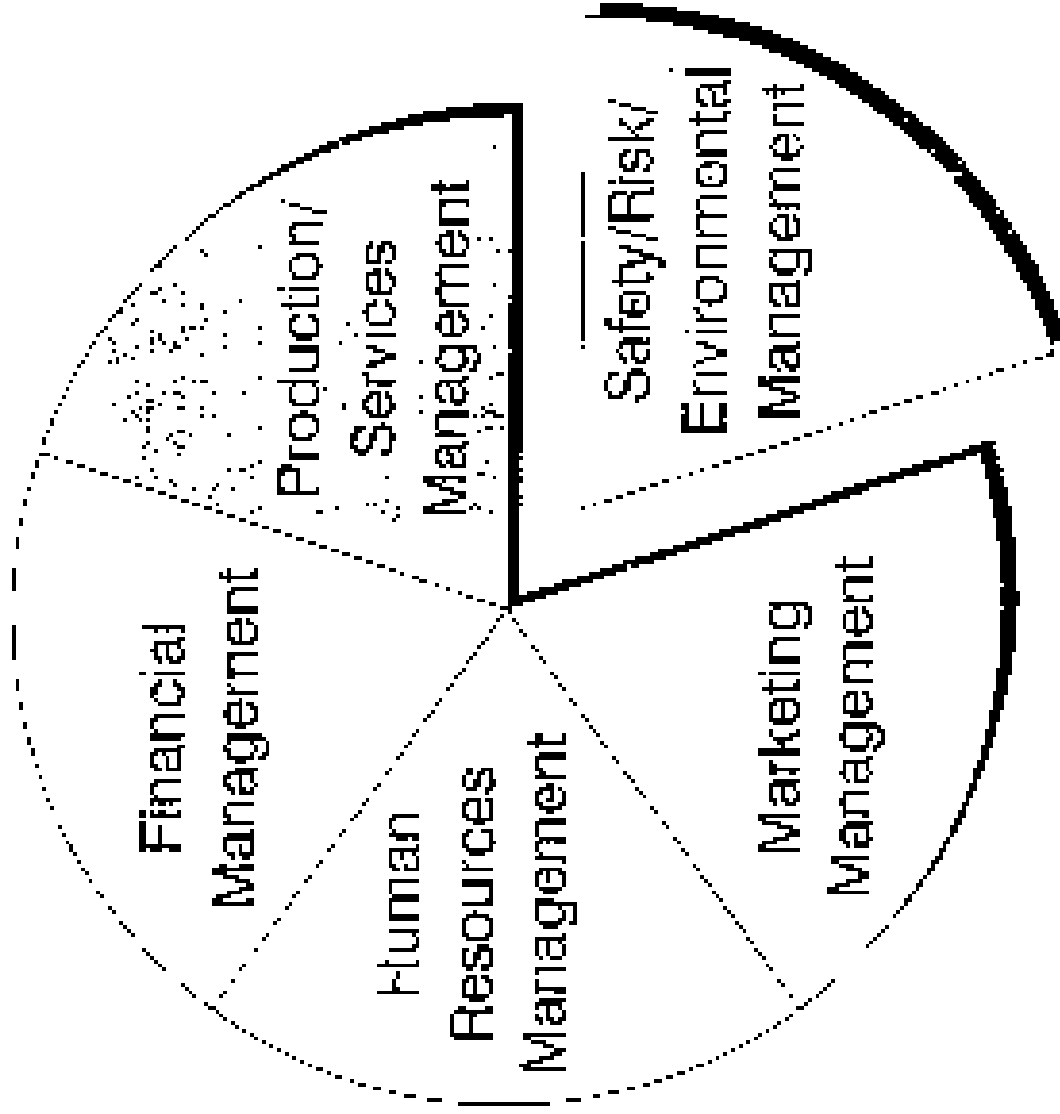 Safety/Risk/
Environmental
Management
Production/
Services
Management
Marketing
Management
Financial
Management
Human
Resources
Management